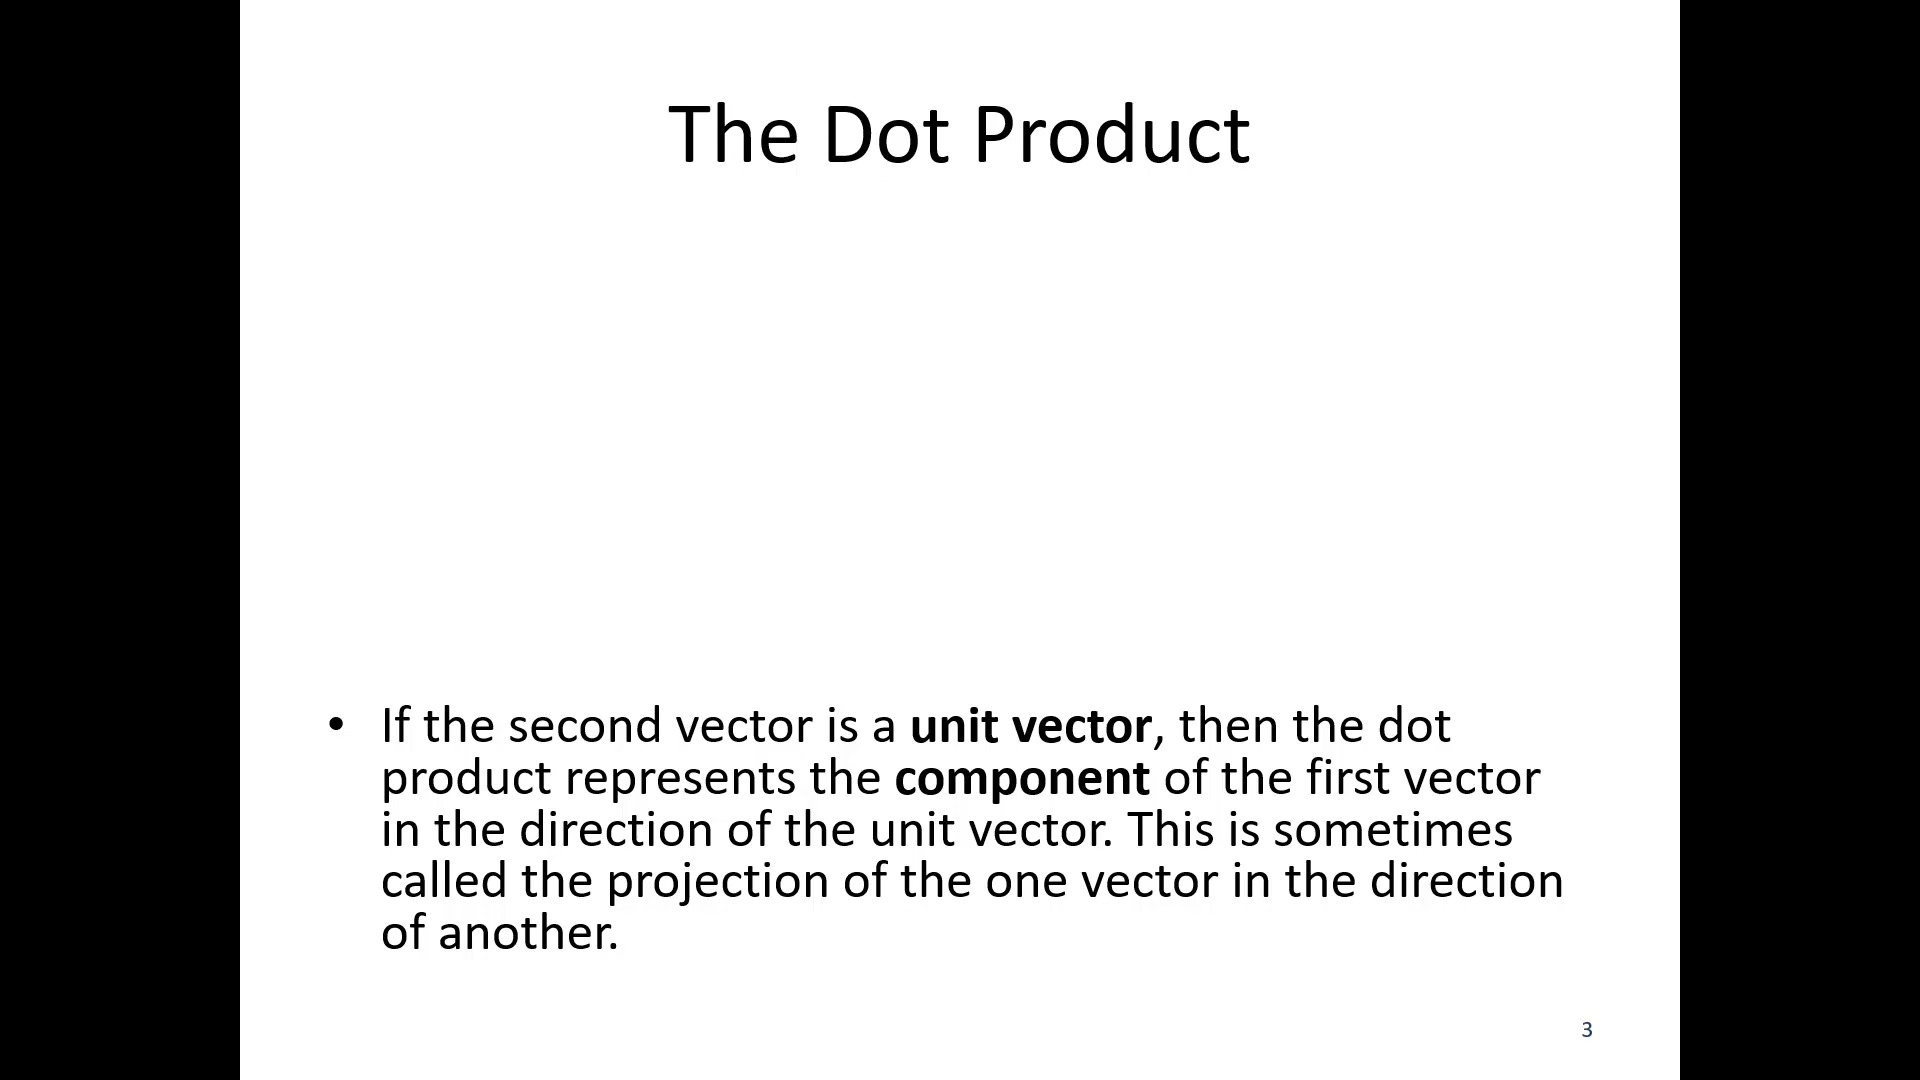 The Dot Product
• If the second vector is a unit vector, then the dot
product represents the component of the first vector
in the direction of the unit vector. This is sometimes
called the projection of the one vector in the direction
of another.
3